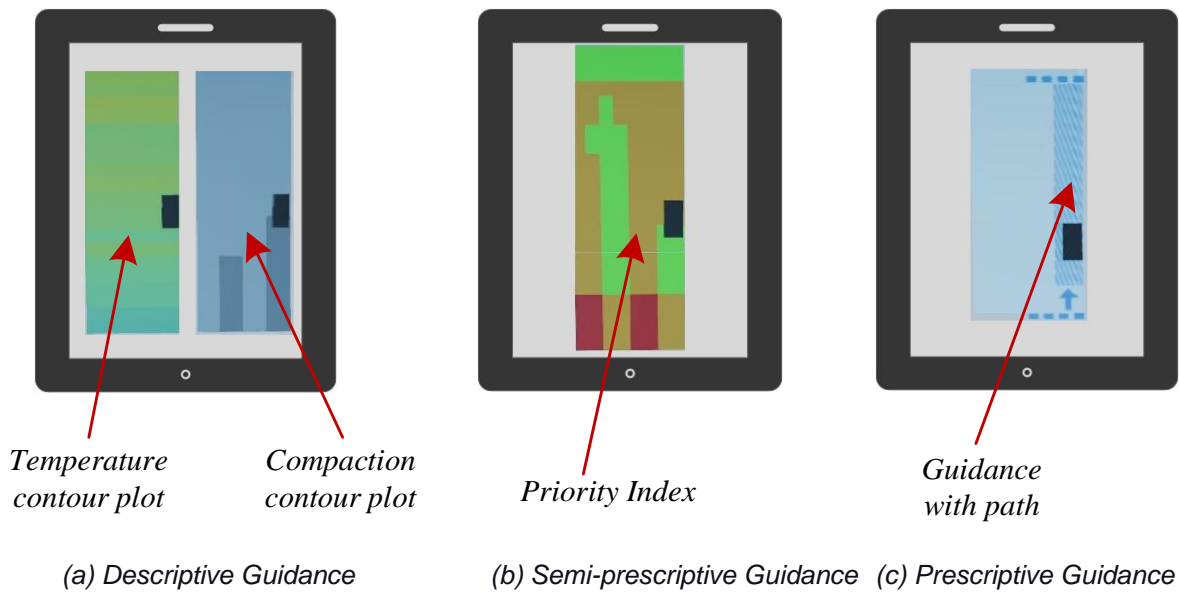 Temperature
contour plot
Compaction
contour plot
Priority Index
Guidance
with path
(a) Descriptive Guidance
(b) Semi-prescriptive Guidance
(c) Prescriptive Guidance